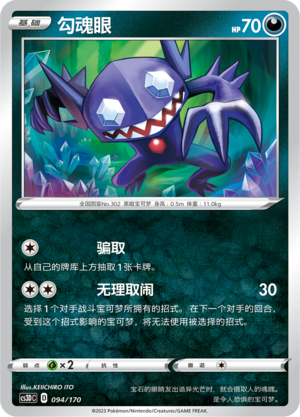 基础 勾魂眼 HP70
全国图鉴No.302 黑暗宝可梦 身高：0.5m 体重：11.0kg
骗取
从自己的牌库上方抽取1张卡牌。
无理取闹 30
选择1个对手战斗宝可梦所拥有的招式。在下一个对手的回合，
受到这个招式影响的宝可梦，将无法使用被选择的招式。
弱点 ×2 抗性 撤退
Illus.KEIICHIRO ITO
CS3DC D 094/170
宝石的眼睛发出诡异光芒时，就会摄取人的魂魄。
是令人恐惧的宝可梦。
©2023 Pokémon/Nintendo/Creatures/GAME FREAK.